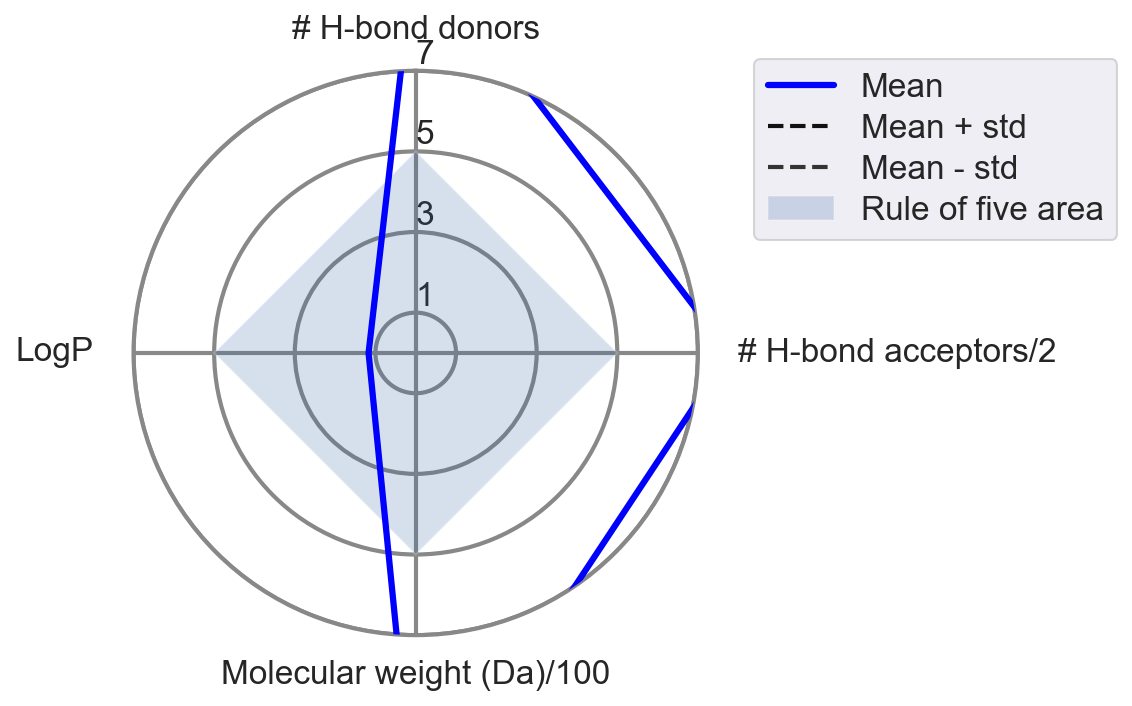 # H-bond donors
7
5
3
1
LogP
# H-bond acceptors/2
Molecular weight (Da)/100
Mean
Mean + std
Mean - std
Rule of five area